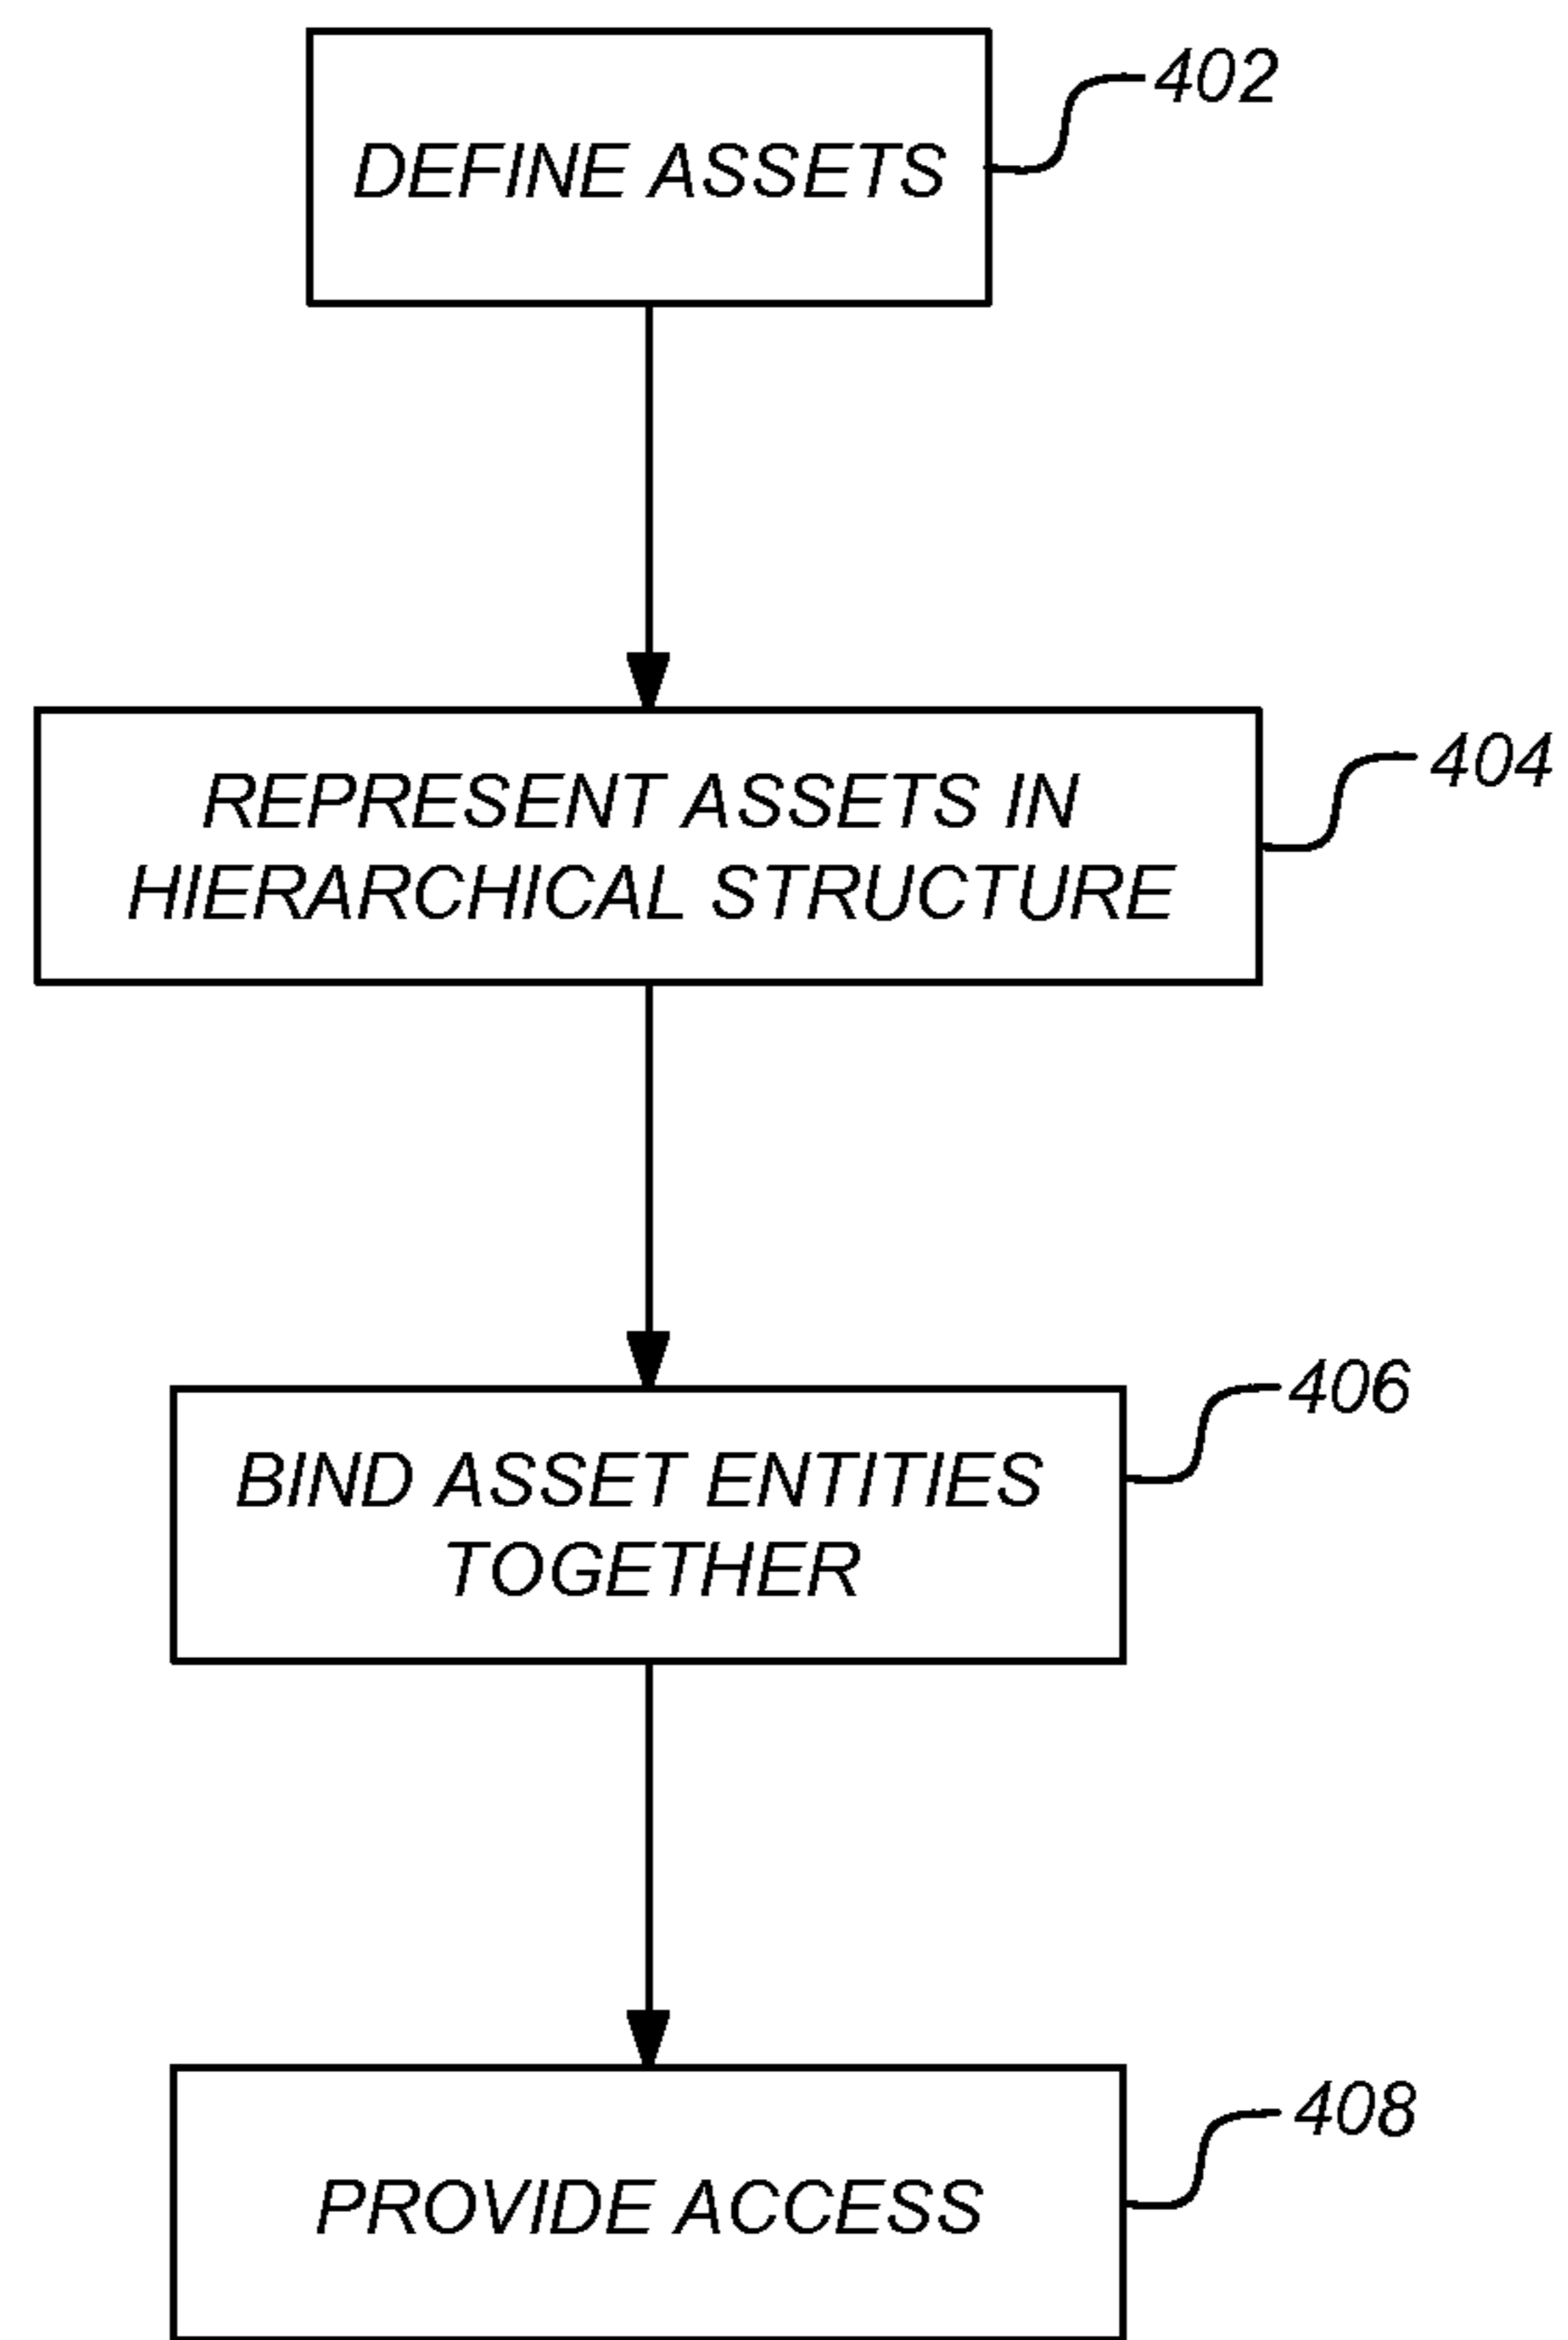 402
DEFINE ASSETS
404
REPRESENT ASSETS IN
HIERARCHICAL STRUCTURE
406
BIND ASSET ENTITIES
TOGETHER
408
PROVIDE ACCESS